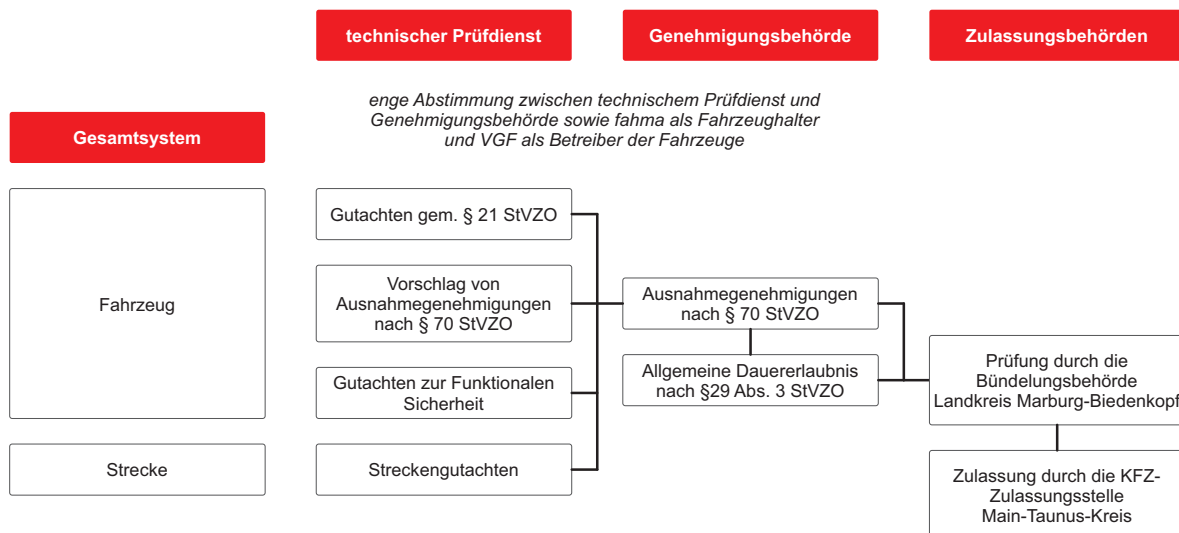 technischer Prüfdienst
Genehmigungsbehörde
Zulassungsbehörden
enge Abstimmung zwischen technischem Prüfdienst und
Genehmigungsbehörde sowie fahma als Fahrzeughalter
und VGF als Betreiber der Fahrzeuge
Gesamtsystem
Fahrzeug
Gutachten gem. § 21 StVZO
Vorschlag von
Ausnahmegenehmigungen
nach § 70 StVZO
Gutachten zur Funktionalen
Sicherheit
Ausnahmegenehmigungen
nach § 70 StVZO
Allgemeine Dauererlaubnis
nach §29 Abs. 3 StVZO
Prüfung durch die
Bündelungsbehörde
Landkreis Marburg-Biedenkopf
Strecke
Streckengutachten
Zulassung durch die KFZ-
Zulassungsstelle
Main-Taunus-Kreis